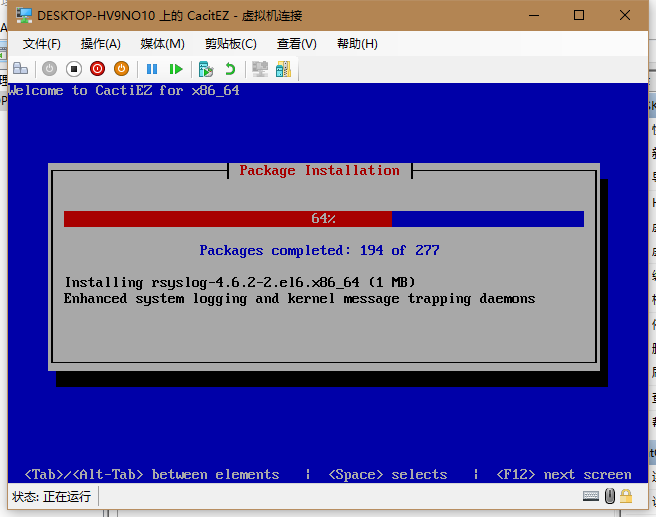 DESKTOP-HV9NO10 上的 CacitEZ - 虚拟机连接
文件(F) 操作(A) 媒体(M) 剪贴板(C) 查看(V) 帮助(H)
Welcome to CactiEZ for x86_64
Package Installation
64%
Packages completed: 194 of 277
Installing rsyslog-4.6.2-2.el6.x86_64 (1 MB)
Enhanced system logging and kernel message trapping daemons
<Tab>/<Alt-Tab> between elements | <Space> selects | <F12> next screen
状态: 正在运行